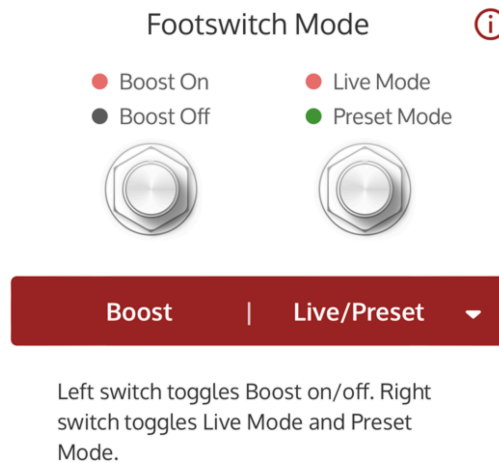 Footswitch Mode
Boost On
Live Mode
Boost Off
Preset Mode
Boost | Live/Preset
Left switch toggles Boost on/off. Right
switch toggles Live Mode and Preset
Mode.